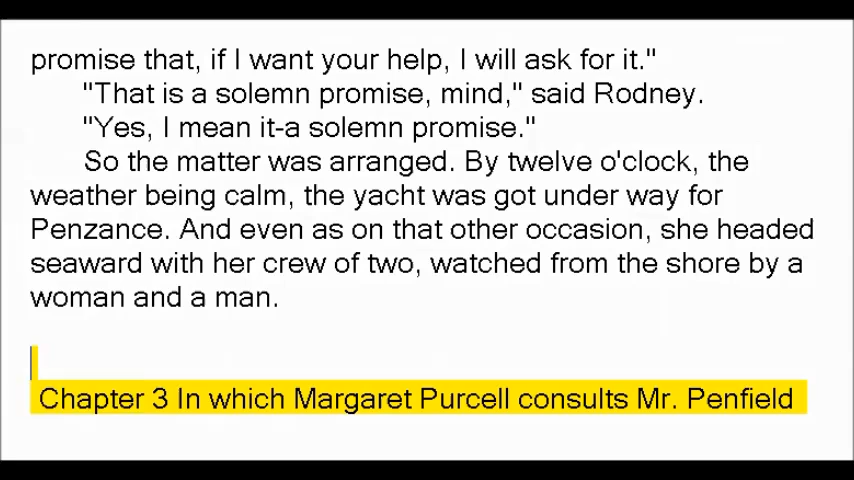 promise that, if I want your help, I will ask for it."
"That is a solemn promise, mind," said Rodney.
"Yes, I mean it-a solemn promise."
So the matter was arranged. By twelve o'clock, the
weather being calm, the yacht was got under way for
Penzance. And even as on that other occasion, she headed
seaward with her crew of two, watched from the shore by a
woman and a man.
Chapter 3 In which Margaret Purcell consults Mr. Penfield